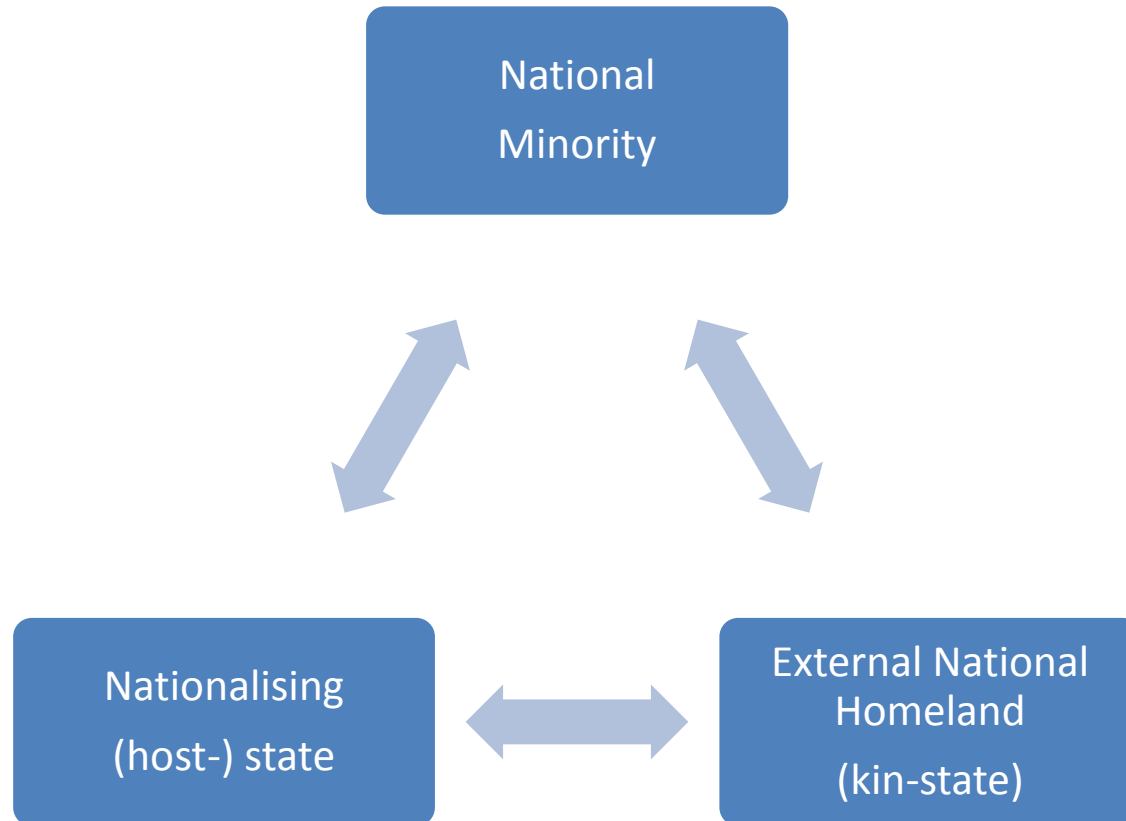 National
Minority
Nationalising
(host-) state
External National
Homeland
(kin-state)